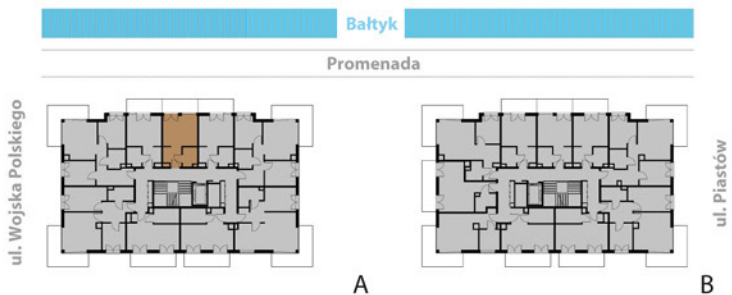 Bałtyk
Promenada
ul. Wojska Polskiego
ul. Piastów
A
B